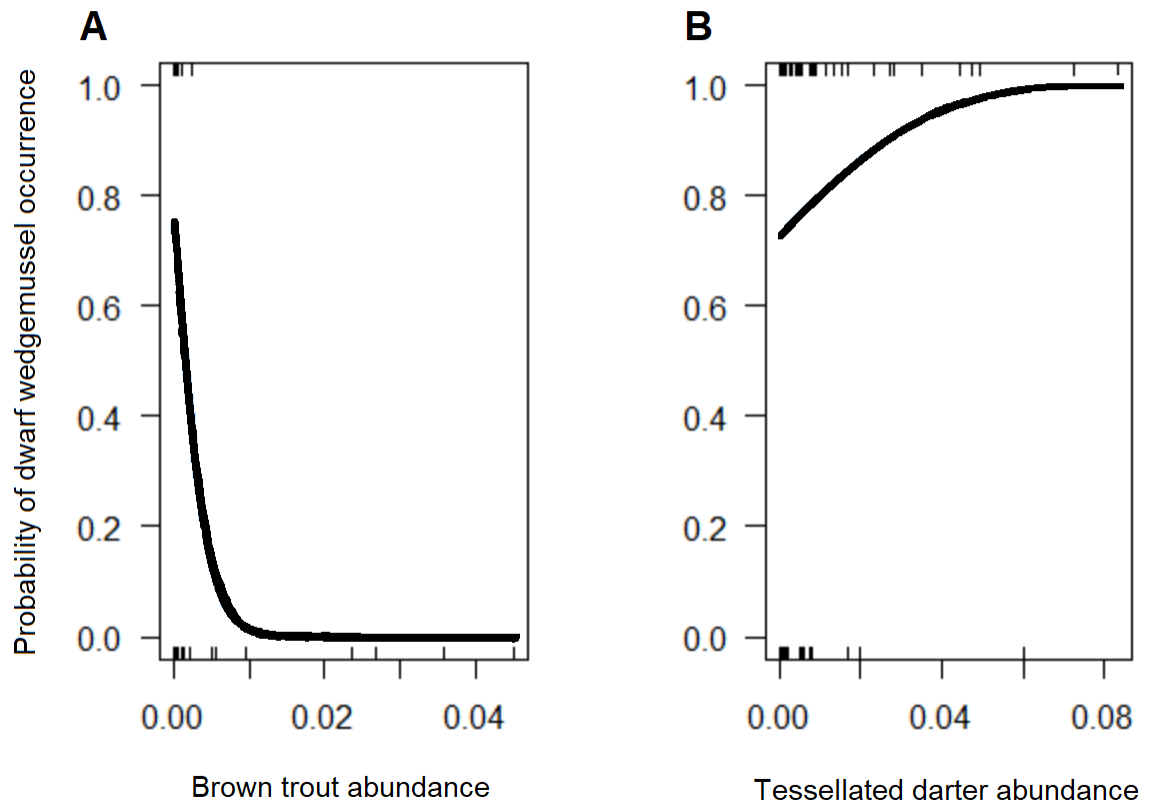 A
B
Probability of dwarf wedgemussel occurrence
1.0
0.8
0.6
0.4
0.2
0.0
0.00 0.02 0.04
Brown trout abundance
1.0
0.8
0.6
0.4
0.2
0.0
0.00 0.04 0.08
Tessellated darter abundance